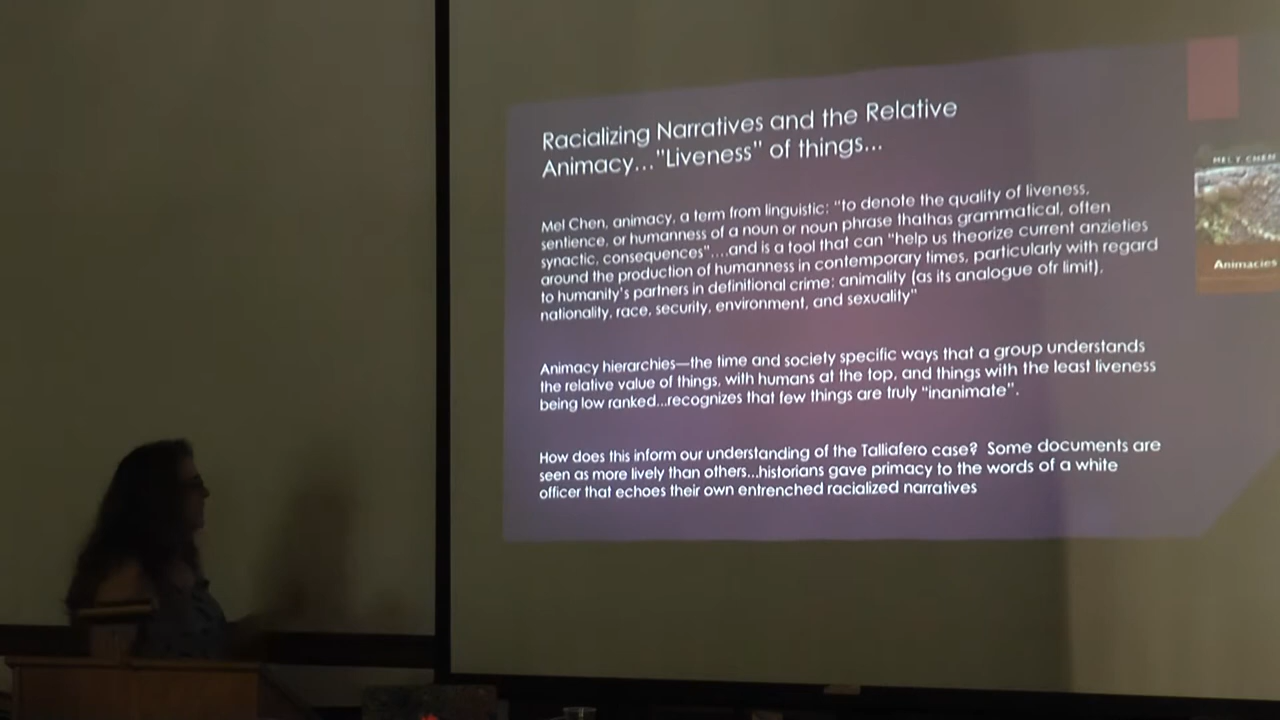 Racializing Narratives and the Relative
Animacy..."Liveness" of things...
Mel Chen, animacy, a term from linguistic: "to denote the quality of liveness,
sentience, or humanness of a noun or noun phrase thathas grammatical, often
synactic, consequences"....and is a tool that can "help us theorize current anzieties
around the production of humanness in contemporary times, particularly with regard
to humanity's partners in definitional crime: animality (as its analogue ofr limit),
nationality, race, security, environment, and sexuality"
Animacy hierarchies—the time and society specific ways that a group understands
the relative value of things, with humans at the top, and things with the least liveness
being low ranked...recognizes that few things are truly "inanimate".
How does this inform our understanding of the Talliafero case? Some documents are
seen as more lively than others...historians gave primacy to the words of a white
officer that echoes their own entrenched racialized narratives
MEL Y CHEN
Animacies